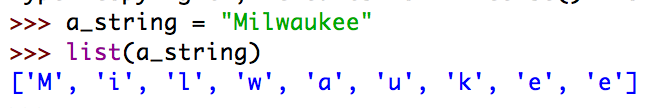 >>> a_string = "Milwaukee"
>>> list(a_string)
['M', 'i', 'l', 'w', 'a', 'u', 'k', 'e', 'e']